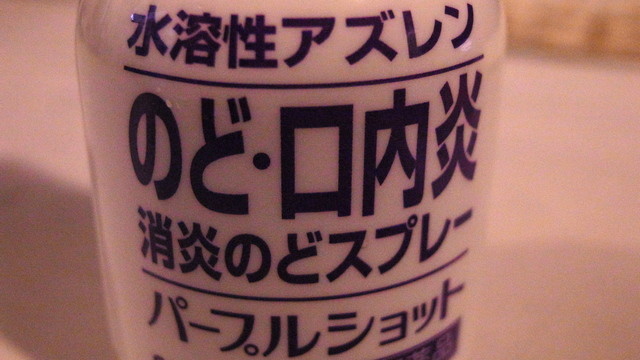 水溶性アズレン
のど・口内炎
消炎のどスプレー
パープルショット